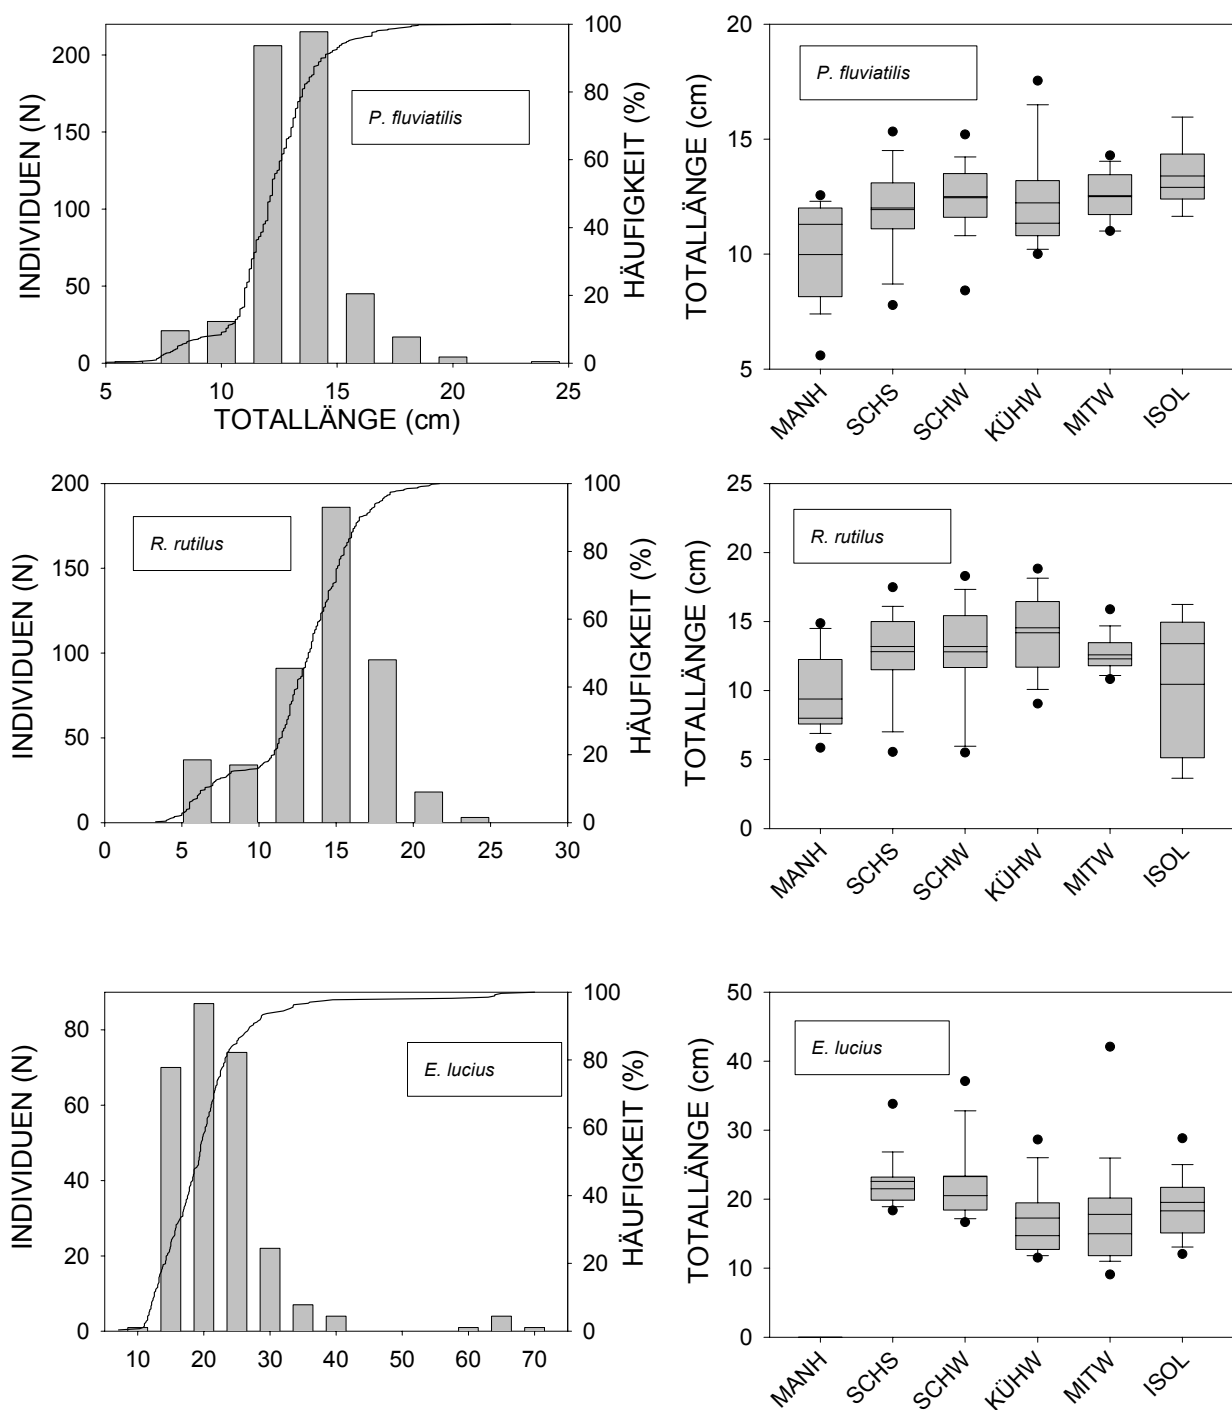 INDIVIDUEN (N)
200
150
100
50
0
P. fluviatilis
100
80
60
40
20
0
HÄUFIGKEIT (%)
5 10 15 20 25
TOTALLÄNGE (cm)
TOTALLÄNGE (cm)
20
15
10
5
P. fluviatilis
MANH SCHS SCHW KÜHW MITW ISOL
INDIVIDUEN (N)
200
150
100
50
0
R. rutilus
100
80
60
40
20
0
HÄUFIGKEIT (%)
0 5 10 15 20 25 30
TOTALLÄNGE (cm)
25
20
15
10
5
0
R. rutilus
MANH SCHS SCHW KÜHW MITW ISOL
INDIVIDUEN (N)
80
60
40
20
0
E. lucius
100
80
60
40
20
0
HÄUFIGKEIT (%)
10 20 30 40 50 60 70
TOTALLÄNGE (cm)
50
40
30
20
10
0
E. lucius
MANH SCHS SCHW KÜHW MITW ISOL